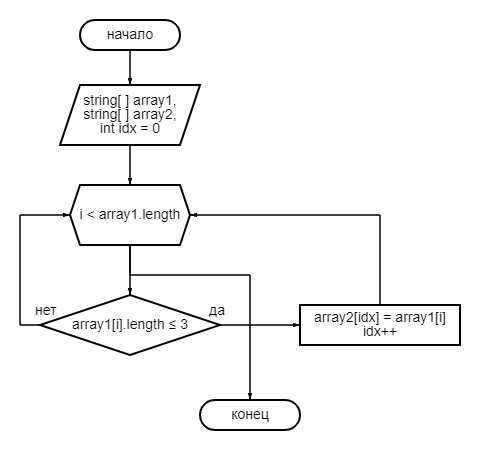 начало
string[ ] array1,
string[ ] array2,
int idx = 0
i < array1.length
нет
array1[i].length ≤ 3
да
array2[idx] = array1[i]
idx++
конец